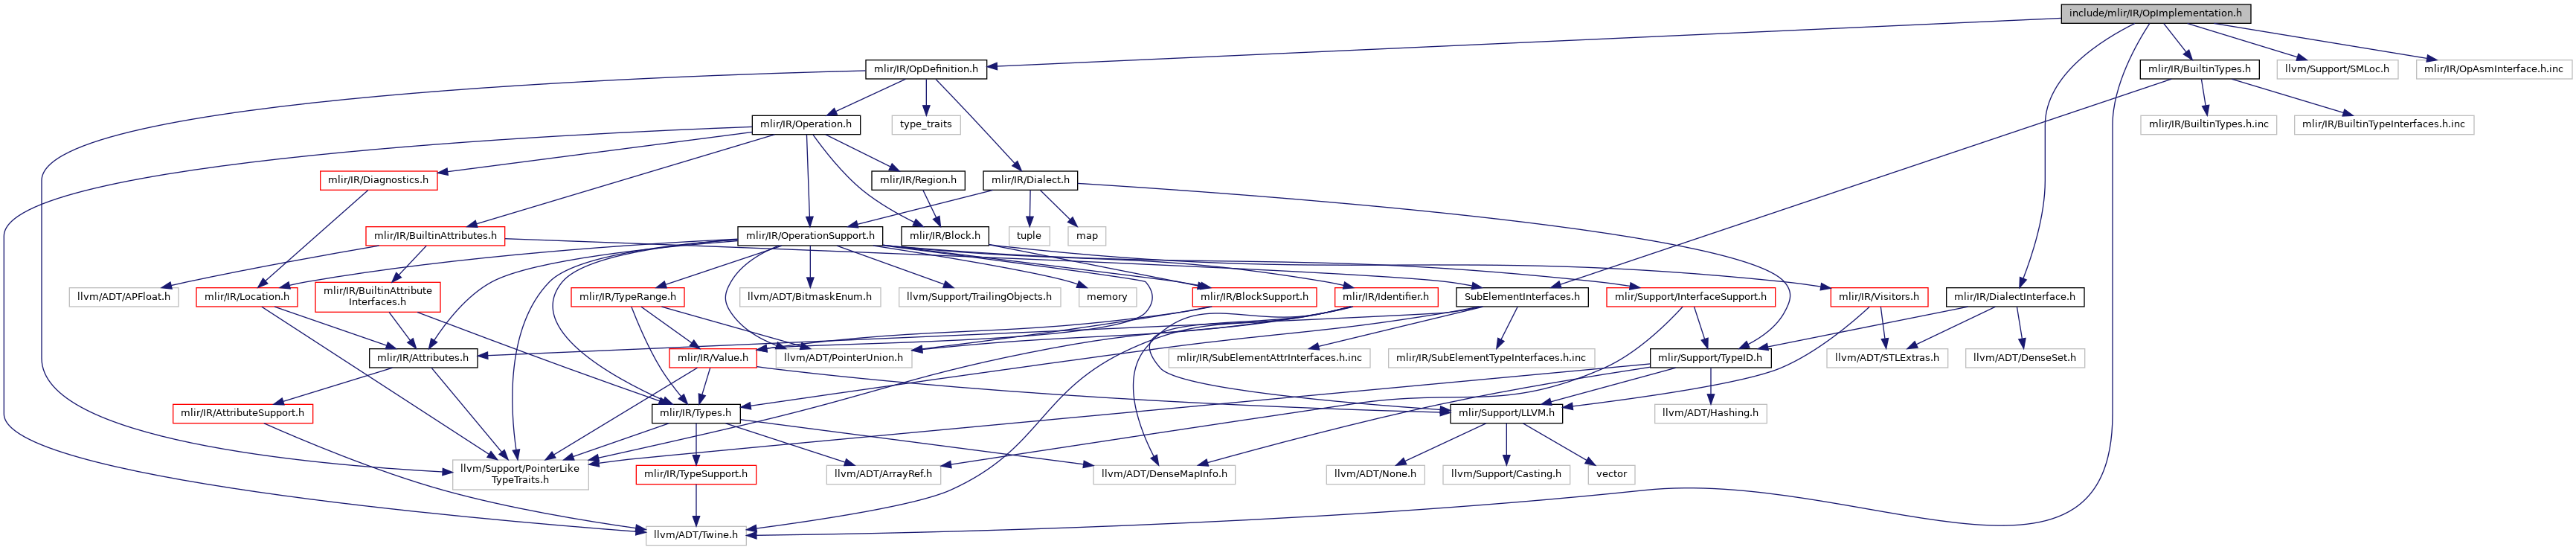 include/mlir/IR/OpImplementation.h
mlir/IR/OpDefinition.h
mlir/IR/BuiltinTypes.h
llvm/Support/SMLoc.h
mlir/IR/OpAsmInterface.h.inc
mlir/IR/Operation.h
type_traits
mlir/IR/BuiltinTypes.h.inc
mlir/IR/BuiltinTypeInterfaces.h.inc
mlir/IR/Diagnostics.h
mlir/IR/Region.h
mlir/IR/Dialect.h
mlir/IR/BuiltinAttributes.h
mlir/IR/OperationSupport.h
mlir/IR/Block.h
tuple
map
llvm/ADT/APFloat.h
mlir/IR/Location.h
mlir/IR/BuiltinAttribute
Interfaces.h
mlir/IR/TypeRange.h
llvm/ADT/BitmaskEnum.h
llvm/Support/TrailingObjects.h
memory
mlir/IR/BlockSupport.h
mlir/IR/Identifier.h
SubElementInterfaces.h
mlir/Support/InterfaceSupport.h
mlir/IR/Visitors.h
mlir/IR/DialectInterface.h
mlir/IR/Attributes.h
mlir/IR/Value.h
llvm/ADT/PointerUnion.h
mlir/IR/SubElementAttrInterfaces.h.inc
mlir/IR/SubElementTypeInterfaces.h.inc
mlir/Support/TypeID.h
llvm/ADT/STLExtras.h
llvm/ADT/DenseSet.h
mlir/IR/AttributeSupport.h
mlir/IR/Types.h
mlir/Support/LLVM.h
llvm/ADT/Hashing.h
llvm/Support/PointerLike
TypeTraits.h
mlir/IR/TypeSupport.h
llvm/ADT/ArrayRef.h
llvm/ADT/DenseMapInfo.h
llvm/ADT/None.h
llvm/Support/Casting.h
vector
llvm/ADT/Twine.h